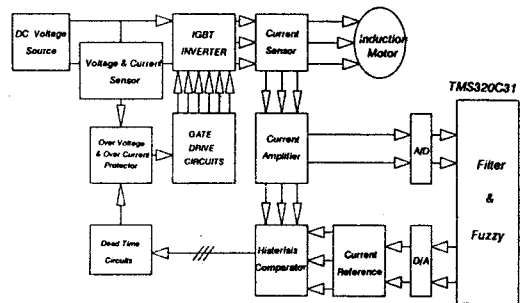 DC Voltage
Source
Voltage & Current
Sensor
IGBT
INVERTER
Current
Sensor
Induction
Motor
TMS320C31
Over Voltage
& Over Current
Protector
GATE
DRIVE
CIRCUITS
Current
Amplifier
A/D
Filter
&
Fuzzy
Dead Time
Circuits
Histerisis
Comparator
Current
Reference
D/A